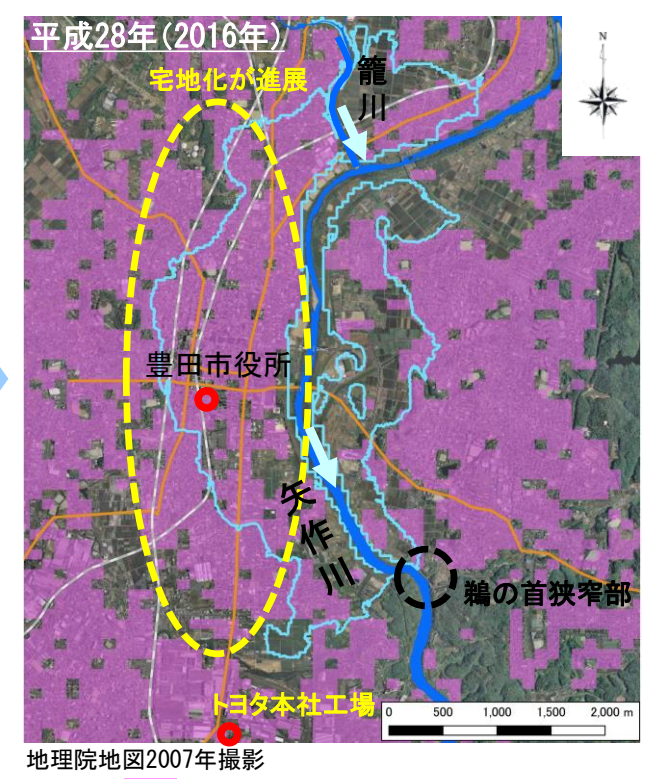 平成28年(2016年)
宅地化が進展
籠川
N
豊田市役所
矢作川
鵜の首狭窄部
トヨタ本社工場
0 500 1,000 1,500 2,000 m
地理院地図2007年撮影